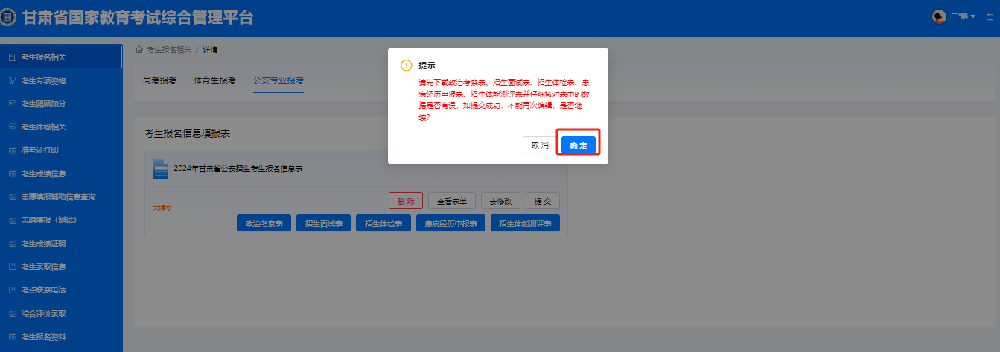 甘肃省国家教育考试综合管理平台
王*鹏
考生报名相关
考生专项资格
考生照顾加分
考生体检相关
准考证打印
考生成绩信息
志愿填报辅助信息查询
志愿填报（测试）
考生成绩证明
考生录取信息
考点联系电话
综合评价录取
考生报名资料
考生报名相关 / 详情
高考报考 体育生报考 公安专业报考
考生报名信息填报表
2024年甘肃省公安招生考生报名信息表
未提交
删 除 查看表单 去修改 提 交
政治考察表 招生面试表 招生体检表 患病经历申报表 招生体能测评表
提示
请先下载政治考察表、招生面试表、招生体检表、患
病经历申报表、招生体能测评表并仔细核对表中的数
据是否有误，如提交成功，不能再次编辑，是否继
续?
取 消 确 定